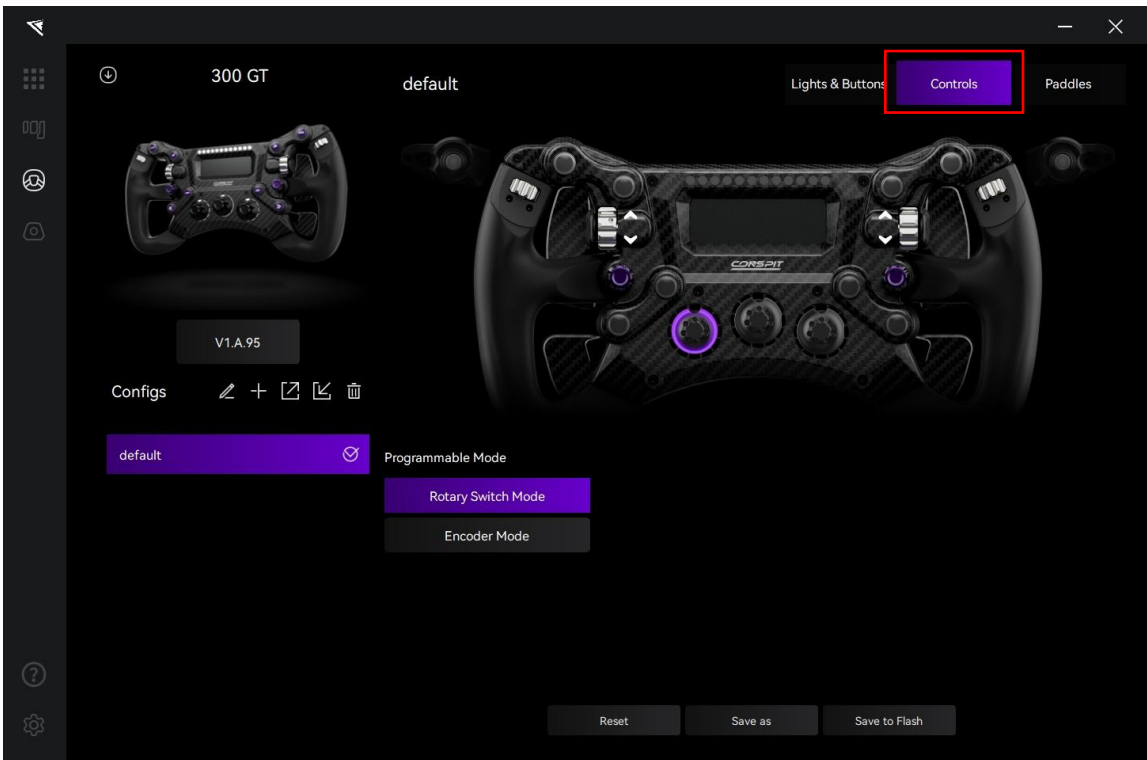 300 GT
default
Lights & Buttons
Controls
Paddles
CORSPIT
V1.A.95
Configs
default
Programmable Mode
Rotary Switch Mode
Encoder Mode
Reset
Save as
Save to Flash